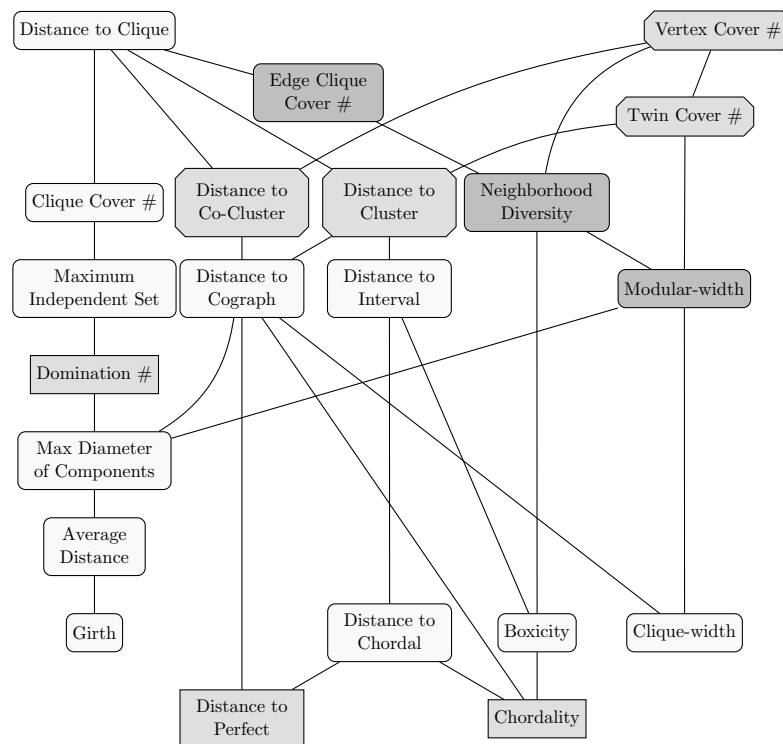 Distance to Clique
Vertex Cover #
Edge Clique
Cover #
Twin Cover #
Clique Cover #
Distance to
Co-Cluster
Distance to
Cluster
Neighborhood
Diversity
Maximum
Independent Set
Distance to
Cograph
Distance to
Interval
Modular-width
Domination #
Max Diameter
of Components
Average
Distance
Girth
Distance to
Chordal
Boxicity
Clique-width
Distance to
Perfect
Chordality